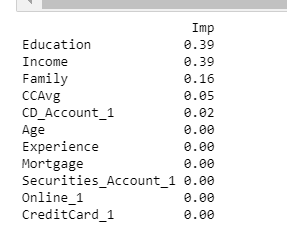 Imp
Education 0.39
Income 0.39
Family 0.16
CCAvg 0.05
CD_Account_1 0.02
Age 0.00
Experience 0.00
Mortgage 0.00
Securities_Account_1 0.00
Online_1 0.00
CreditCard_1 0.00